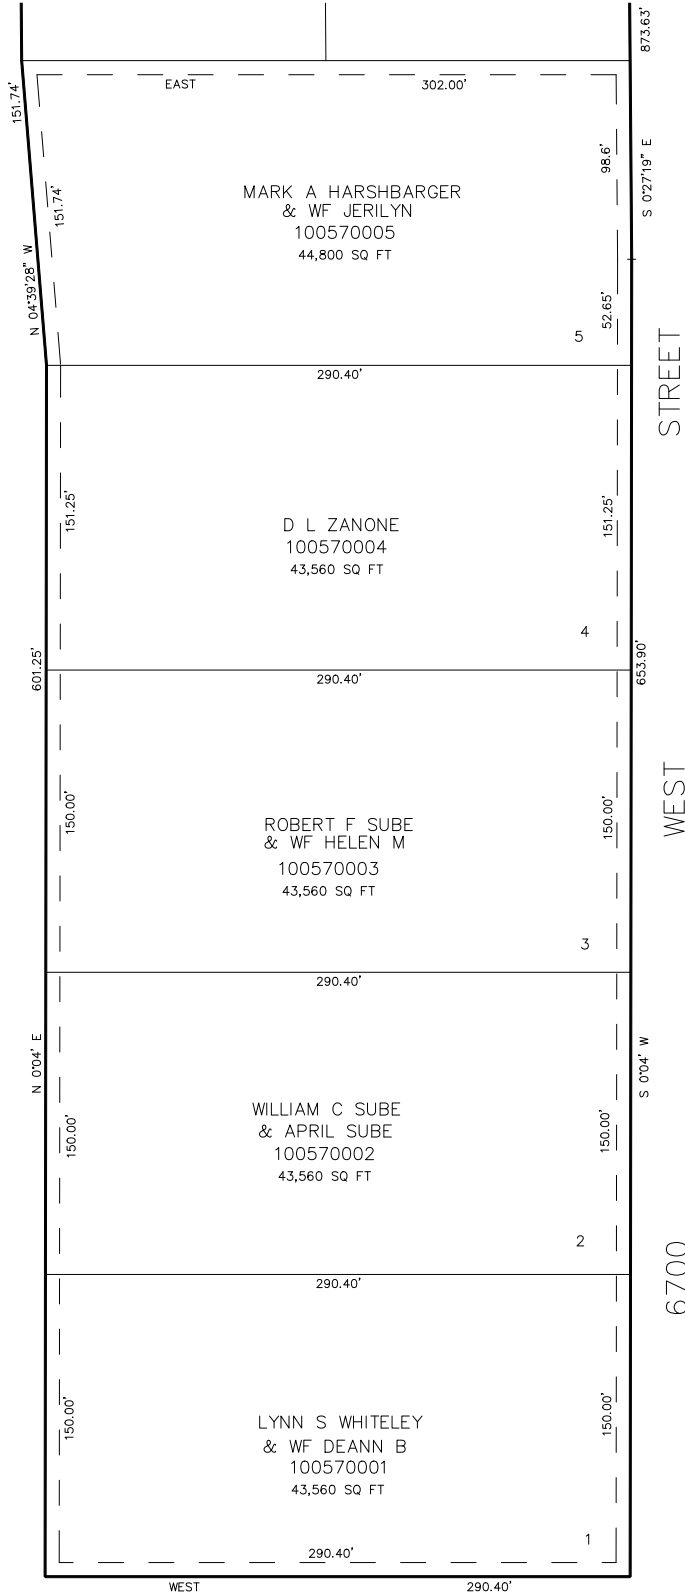 873.63'
EAST
302.00'
151.74'
151.74'
N 04°39'28" W
98.6'
S 0°27'19" E
52.65'
MARK A HARSHBARGER
& WF JERILYN
100570005
44,800 SQ FT
5
290.40'
STREET
151.25'
151.25'
D L ZANONE
100570004
43,560 SQ FT
4
601.25'
653.90'
290.40'
WEST
150.00'
150.00'
ROBERT F SUBE
& WF HELEN M
100570003
43,560 SQ FT
3
290.40'
N 0°04' E
S 0°04' W
150.00'
150.00'
WILLIAM C SUBE
& APRIL SUBE
100570002
43,560 SQ FT
2
290.40'
6700
150.00'
150.00'
LYNN S WHITELEY
& WF DEANN B
100570001
43,560 SQ FT
1
290.40'
WEST
290.40'